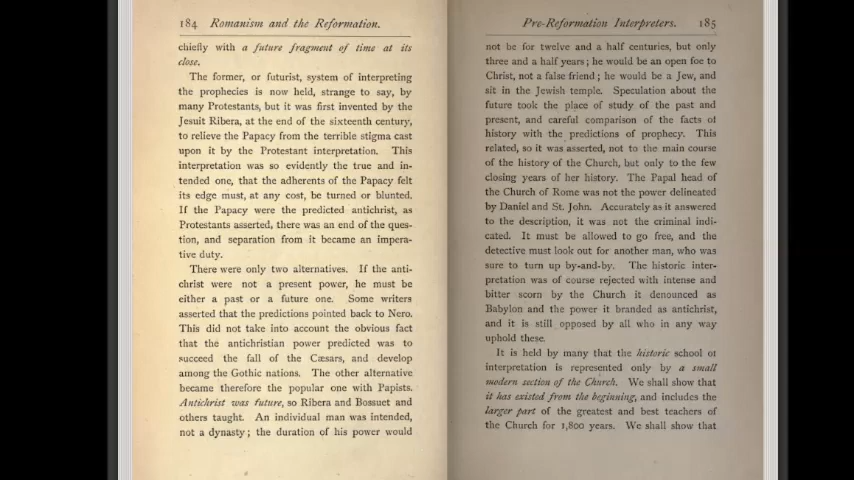 184 Romanism and the Reformation.
chiefly with a future fragment of time at its
close.
The former, or futurist, system of interpreting
the prophecies is now held, strange to say, by
many Protestants, but it was first invented by the
Jesuit Ribera, at the end of the sixteenth century,
to relieve the Papacy from the terrible stigma cast
upon it by the Protestant interpretation. This
interpretation was so evidently the true and in-
tended one, that the adherents of the Papacy felt
its edge must, at any cost, be turned or blunted.
If the Papacy were the predicted antichrist, as
Protestants asserted, there was an end of the ques-
tion, and separation from it became an impera-
tive duty.
There were only two alternatives. If the anti-
christ were not a present power, he must be
either a past or a future one. Some writers
asserted that the predictions pointed back to Nero.
This did not take into account the obvious fact
that the antichristian power predicted was to
succeed the fall of the Cæsars, and develop
among the Gothic nations. The other alternative
became therefore the popular one with Papists.
Antichrist was future, so Ribera and Bossuet and
others taught. An individual man was intended,
not a dynasty; the duration of his power would
Pre-Reformation Interpreters. 185
not be for twelve and a half centuries, but only
three and a half years; he would be an open foe to
Christ, not a false friend; he would be a Jew, and
sit in the Jewish temple. Speculation about the
future took the place of study of the past and
present, and careful comparison of the facts of
history with the predictions of prophecy. This
related, so it was asserted, not to the main course
of the history of the Church, but only to the few
closing years of her history. The Papal head of
the Church of Rome was not the power delineated
by Daniel and St. John. Accurately as it answered
to the description, it was not the criminal indi-
cated. It must be allowed to go free, and the
detective must look out for another man, who was
sure to turn up by-and-by. The historic inter-
pretation was of course rejected with intense and
bitter scorn by the Church it denounced as
Babylon and the power it branded as antichrist,
and it is still opposed by all who in any way
uphold these.
It is held by many that the historic school of
interpretation is represented only by a small
modern section of the Church. We shall show that
it has existed from the beginning, and includes the
larger part of the greatest and best teachers of
the Church for 1,800 years. We shall show that